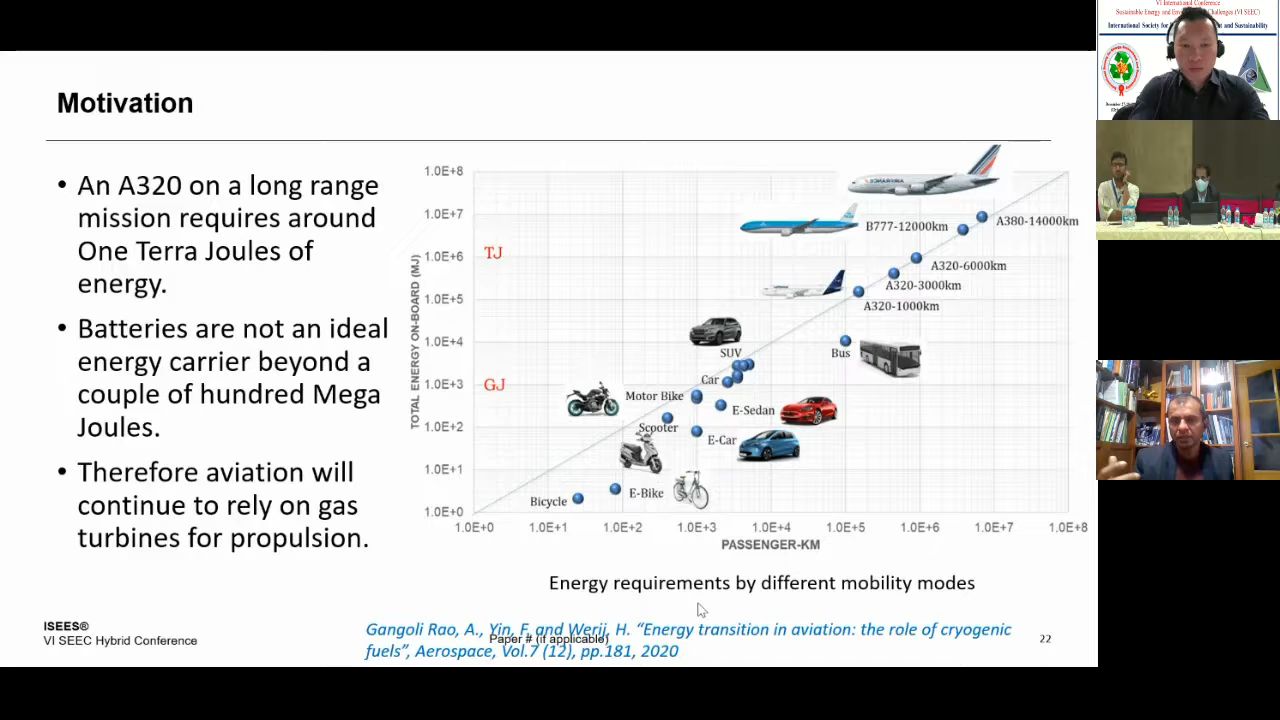 Motivation
• An A320 on a long range
mission requires around
One Terra Joules of
energy.
• Batteries are not an ideal
energy carrier beyond a
couple of hundred Mega
Joules.
• Therefore aviation will
continue to rely on gas
turbines for propulsion.
TOTAL ENERGY ON-BOARD (MJ)
1.0E+8
1.0E+7
1.0E+6
1.0E+5
1.0E+4
1.0E+3
1.0E+2
1.0E+1
1.0E+0
TJ
GJ
A380-14000km
B777-12000km
A320-6000km
A320-3000km
A320-1000km
SUV
Bus
Car
Motor Bike
E-Sedan
Scooter
E-Car
E-Bike
Bicycle
1.0E+0 1.0E+1 1.0E+2 1.0E+3 1.0E+4 1.0E+5 1.0E+6 1.0E+7 1.0E+8
PASSENGER-KM
Energy requirements by different mobility modes
ISEES®
VI SEEC Hybrid Conference
Gangoli Rao, A., Yin, F. and Werij, H. “Energy transition in aviation: the role of cryogenic
fuels”, Aerospace, Vol.7 (12), pp.181, 2020
Paper # (if applicable)
22
VI International Conference
Sustainable Energy and Challenges (VI SEEC)
International Society for and Sustainability